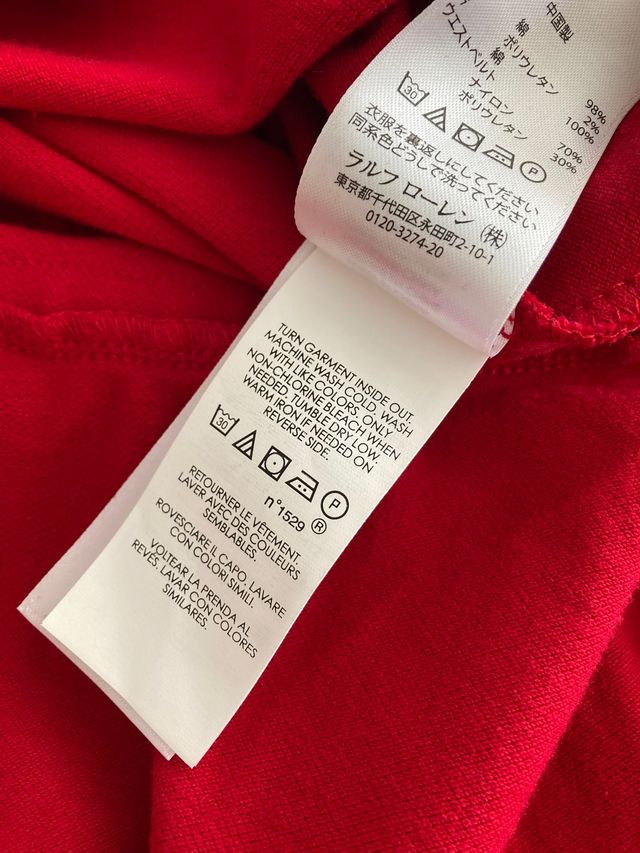 中国製
綿 98%
ポリウレタン 2%
綿 100%
ウエストベルト
ナイロン 70%
ポリウレタン 30%
30 P
衣服を裏返しにしてください
同系色どうしで洗ってください
ラルフ ローレン (株)
東京都千代田区永田町2-10-1
0120-3274-20
TURN GARMENT INSIDE OUT.
MACHINE WASH COLD. WASH
WITH LIKE COLORS. ONLY
NON-CHLORINE BLEACH WHEN
NEEDED. TUMBLE DRY LOW.
WARM IRON IF NEEDED ON
REVERSE SIDE.
30 P
n°1529 ®
RETOURNER LE VÊTEMENT.
LAVER AVEC DES COULEURS
SEMBLABLES.
ROVESCIARE IL CAPO. LAVARE
CON COLORI SIMILI.
VOLTEAR LA PRENDA AL
REVÉS. LAVAR CON COLORES
SIMILARES.